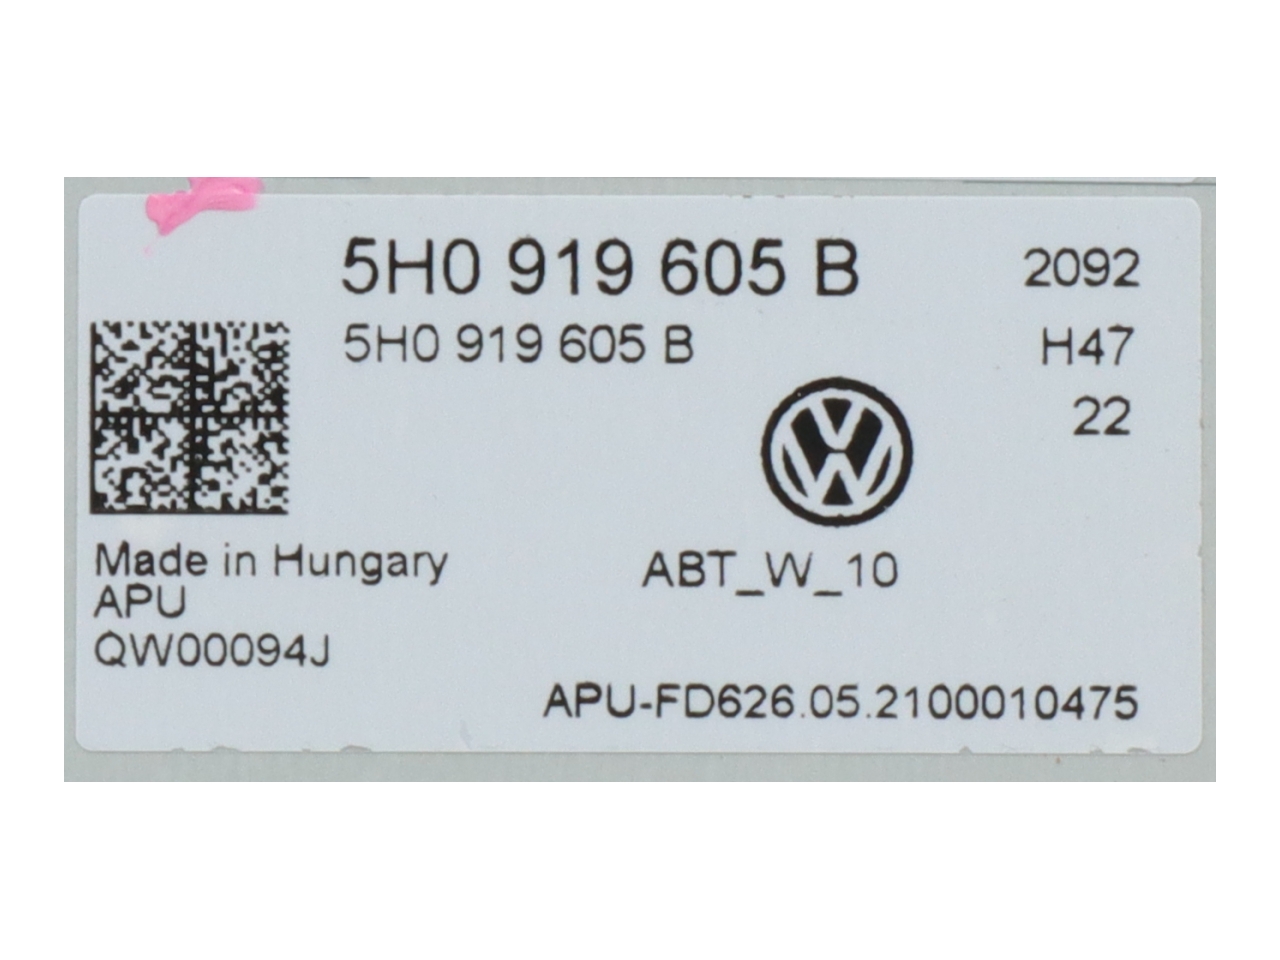 5H0 919 605 B 2092
5H0 919 605 B H47
22
Made in Hungary ABT_W_10
APU
QW00094J
APU-FD626.05.2100010475